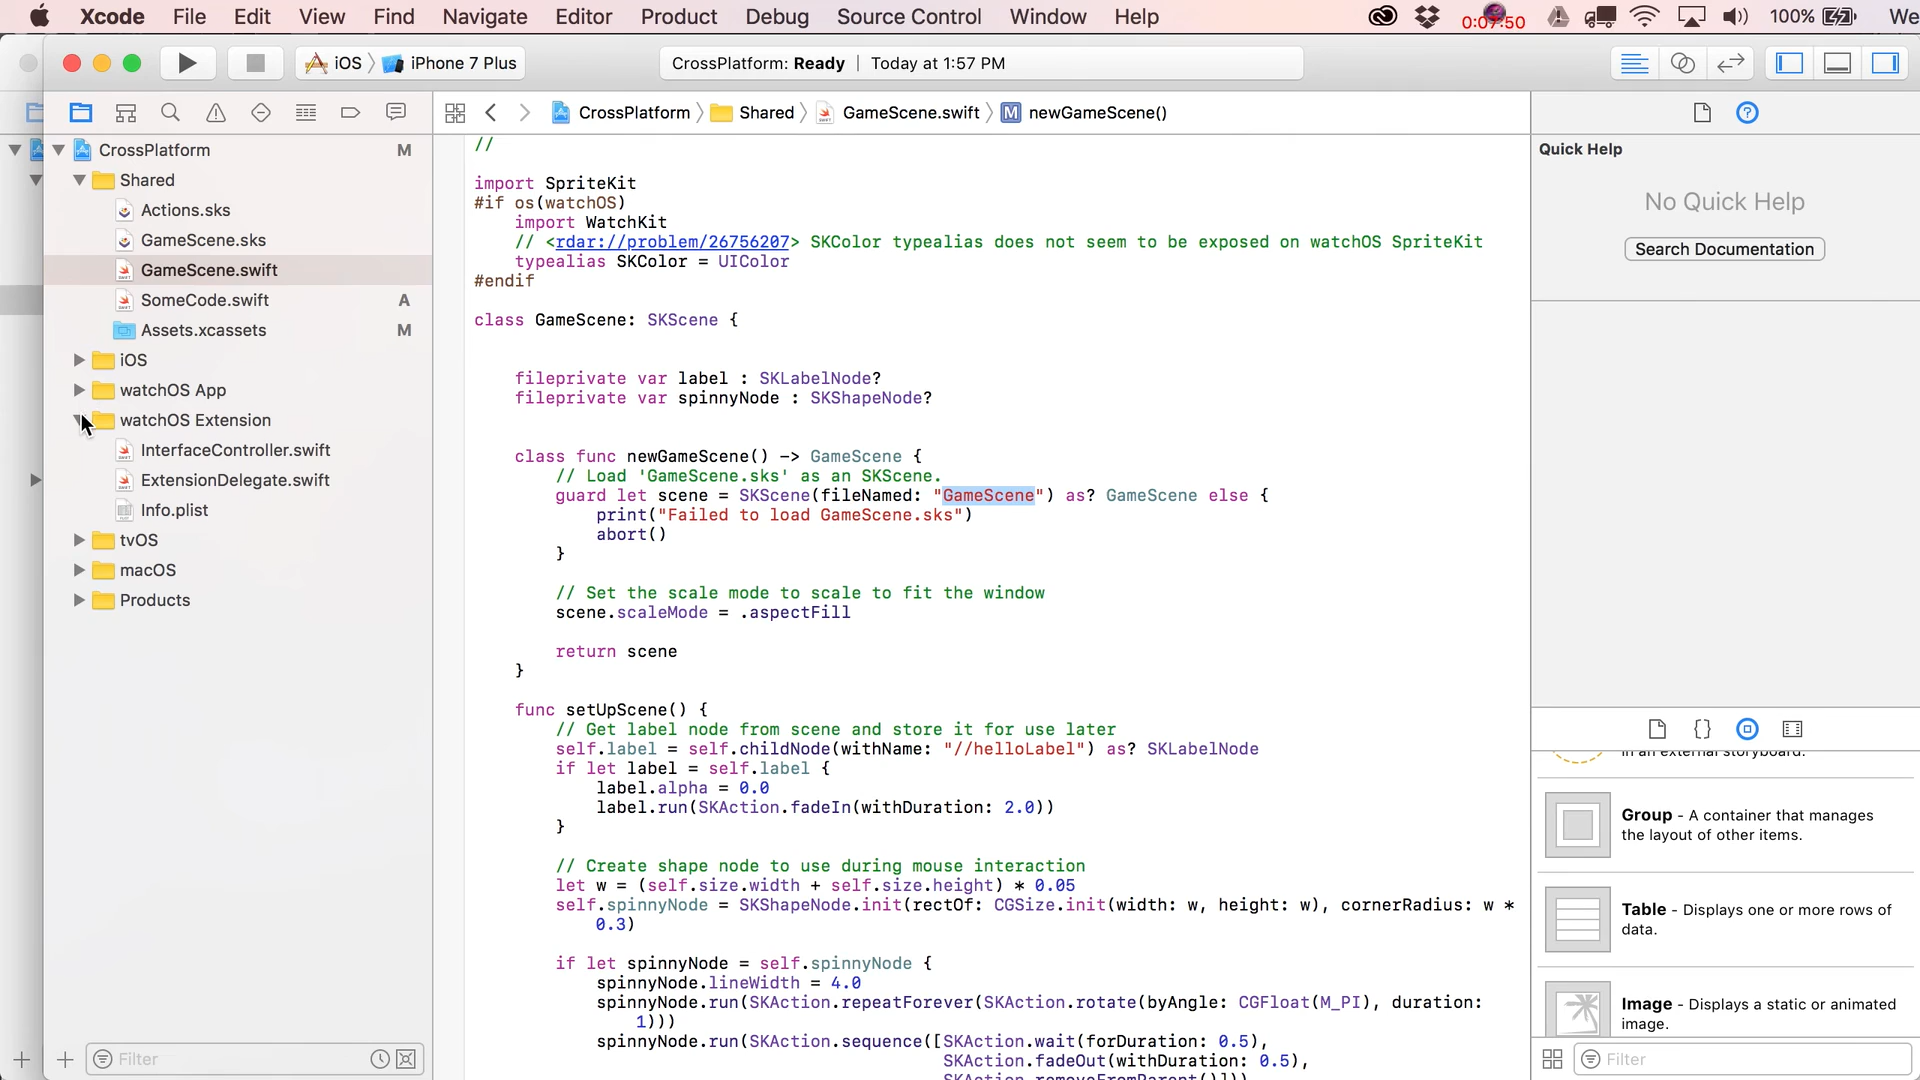 Xcode File Edit View Find Navigate Editor Product Debug Source Control Window Help 0:07:50 100% We
iOS iPhone 7 Plus CrossPlatform: Ready | Today at 1:57 PM
CrossPlatform Shared GameScene.swift M newGameScene()
CrossPlatform M
Shared
Actions.sks
GameScene.sks
GameScene.swift
SomeCode.swift A
Assets.xcassets M
iOS
watchOS App
watchOS Extension
InterfaceController.swift
ExtensionDelegate.swift
Info.plist
tvOS
macOS
Products
Filter
//
import SpriteKit
#if os(watchOS)
import WatchKit
// <rdar://problem/26756207> SKColor typealias does not seem to be exposed on watchOS SpriteKit
typealias SKColor = UIColor
#endif
class GameScene: SKScene {
fileprivate var label : SKLabelNode?
fileprivate var spinnyNode : SKShapeNode?
class func newGameScene() -> GameScene {
// Load 'GameScene.sks' as an SKScene.
guard let scene = SKScene(fileNamed: "GameScene") as? GameScene else {
print("Failed to load GameScene.sks")
abort()
}
// Set the scale mode to scale to fit the window
scene.scaleMode = .aspectFill
return scene
}
func setUpScene() {
// Get label node from scene and store it for use later
self.label = self.childNode(withName: "//helloLabel") as? SKLabelNode
if let label = self.label {
label.alpha = 0.0
label.run(SKAction.fadeIn(withDuration: 2.0))
}
// Create shape node to use during mouse interaction
let w = (self.size.width + self.size.height) * 0.05
self.spinnyNode = SKShapeNode.init(rectOf: CGSize.init(width: w, height: w), cornerRadius: w *
0.3)
if let spinnyNode = self.spinnyNode {
spinnyNode.lineWidth = 4.0
spinnyNode.run(SKAction.repeatForever(SKAction.rotate(byAngle: CGFloat(M_PI), duration:
1)))
spinnyNode.run(SKAction.sequence([SKAction.wait(forDuration: 0.5),
SKAction.fadeOut(withDuration: 0.5),
SKAction.removeFromParent()]))
Quick Help
No Quick Help
Search Documentation
in an external storyboard.
Group - A container that manages
the layout of other items.
Table - Displays one or more rows of
data.
Image - Displays a static or animated
image.
Filter